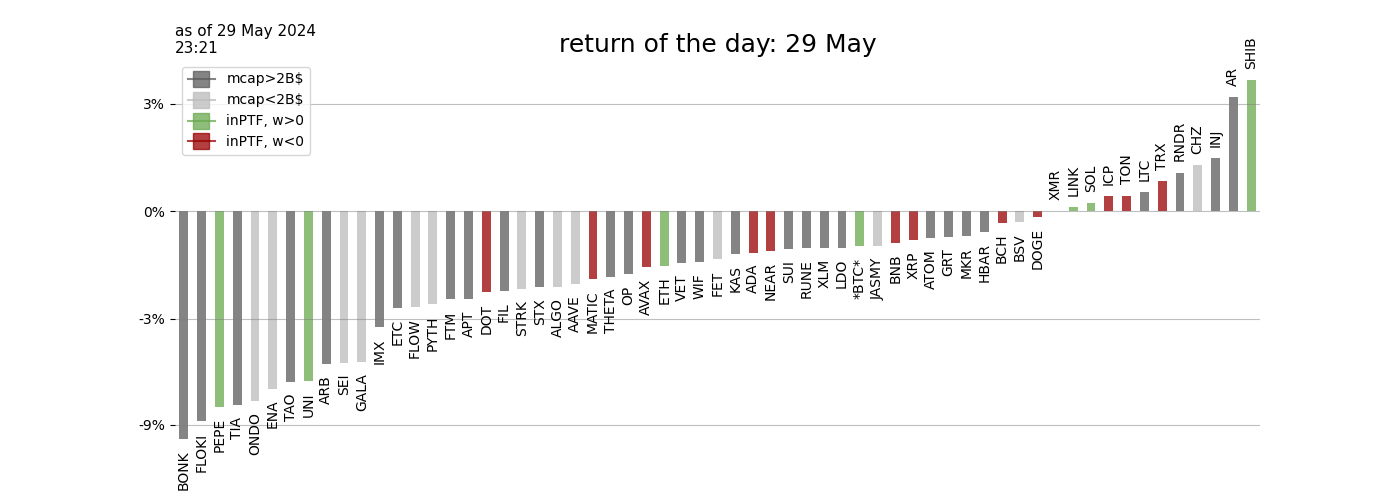 as of 29 May 2024
23:21
return of the day: 29 May
mcap>2B$
mcap<2B$
inPTF, w>0
inPTF, w<0
3%
0%
-3%
-9%
BONK
FLOKI
PEPE
TIA
ONDO
ENA
TAO
UNI
ARB
SEI
GALA
IMX
ETC
FLOW
PYTH
FTM
APT
DOT
FIL
STRK
STX
ALGO
AAVE
MATIC
THETA
OP
AVAX
ETH
VET
WIF
FET
KAS
ADA
NEAR
SUI
RUNE
XLM
LDO
*BTC*
JASMY
BNB
XRP
ATOM
GRT
MKR
HBAR
BCH
BSV
DOGE
XMR
LINK
SOL
ICP
TON
LTC
TRX
RNDR
CHZ
INJ
AR
SHIB